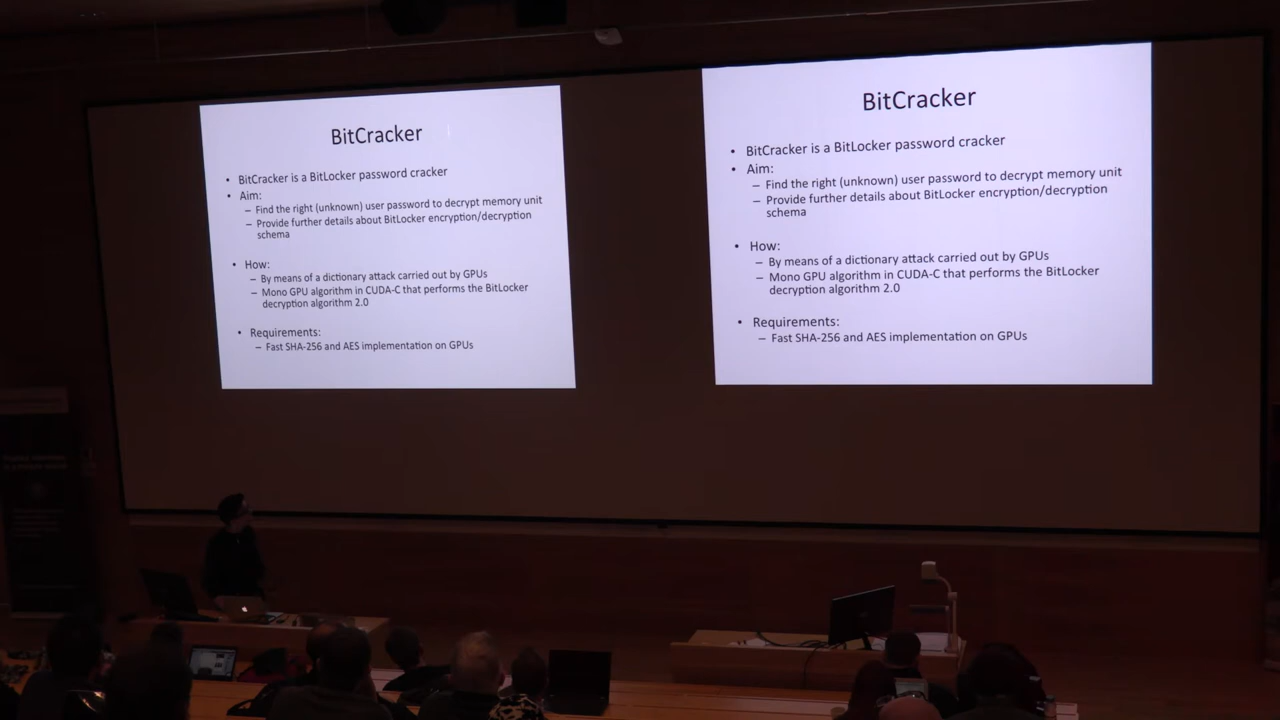 BitCracker
• BitCracker is a BitLocker password cracker
• Aim:
– Find the right (unknown) user password to decrypt memory unit
– Provide further details about BitLocker encryption/decryption
schema
• How:
– By means of a dictionary attack carried out by GPUs
– Mono GPU algorithm in CUDA-C that performs the BitLocker
decryption algorithm 2.0
• Requirements:
– Fast SHA-256 and AES implementation on GPUs
BitCracker
• BitCracker is a BitLocker password cracker
• Aim:
– Find the right (unknown) user password to decrypt memory unit
– Provide further details about BitLocker encryption/decryption
schema
• How:
– By means of a dictionary attack carried out by GPUs
– Mono GPU algorithm in CUDA-C that performs the BitLocker
decryption algorithm 2.0
• Requirements:
– Fast SHA-256 and AES implementation on GPUs